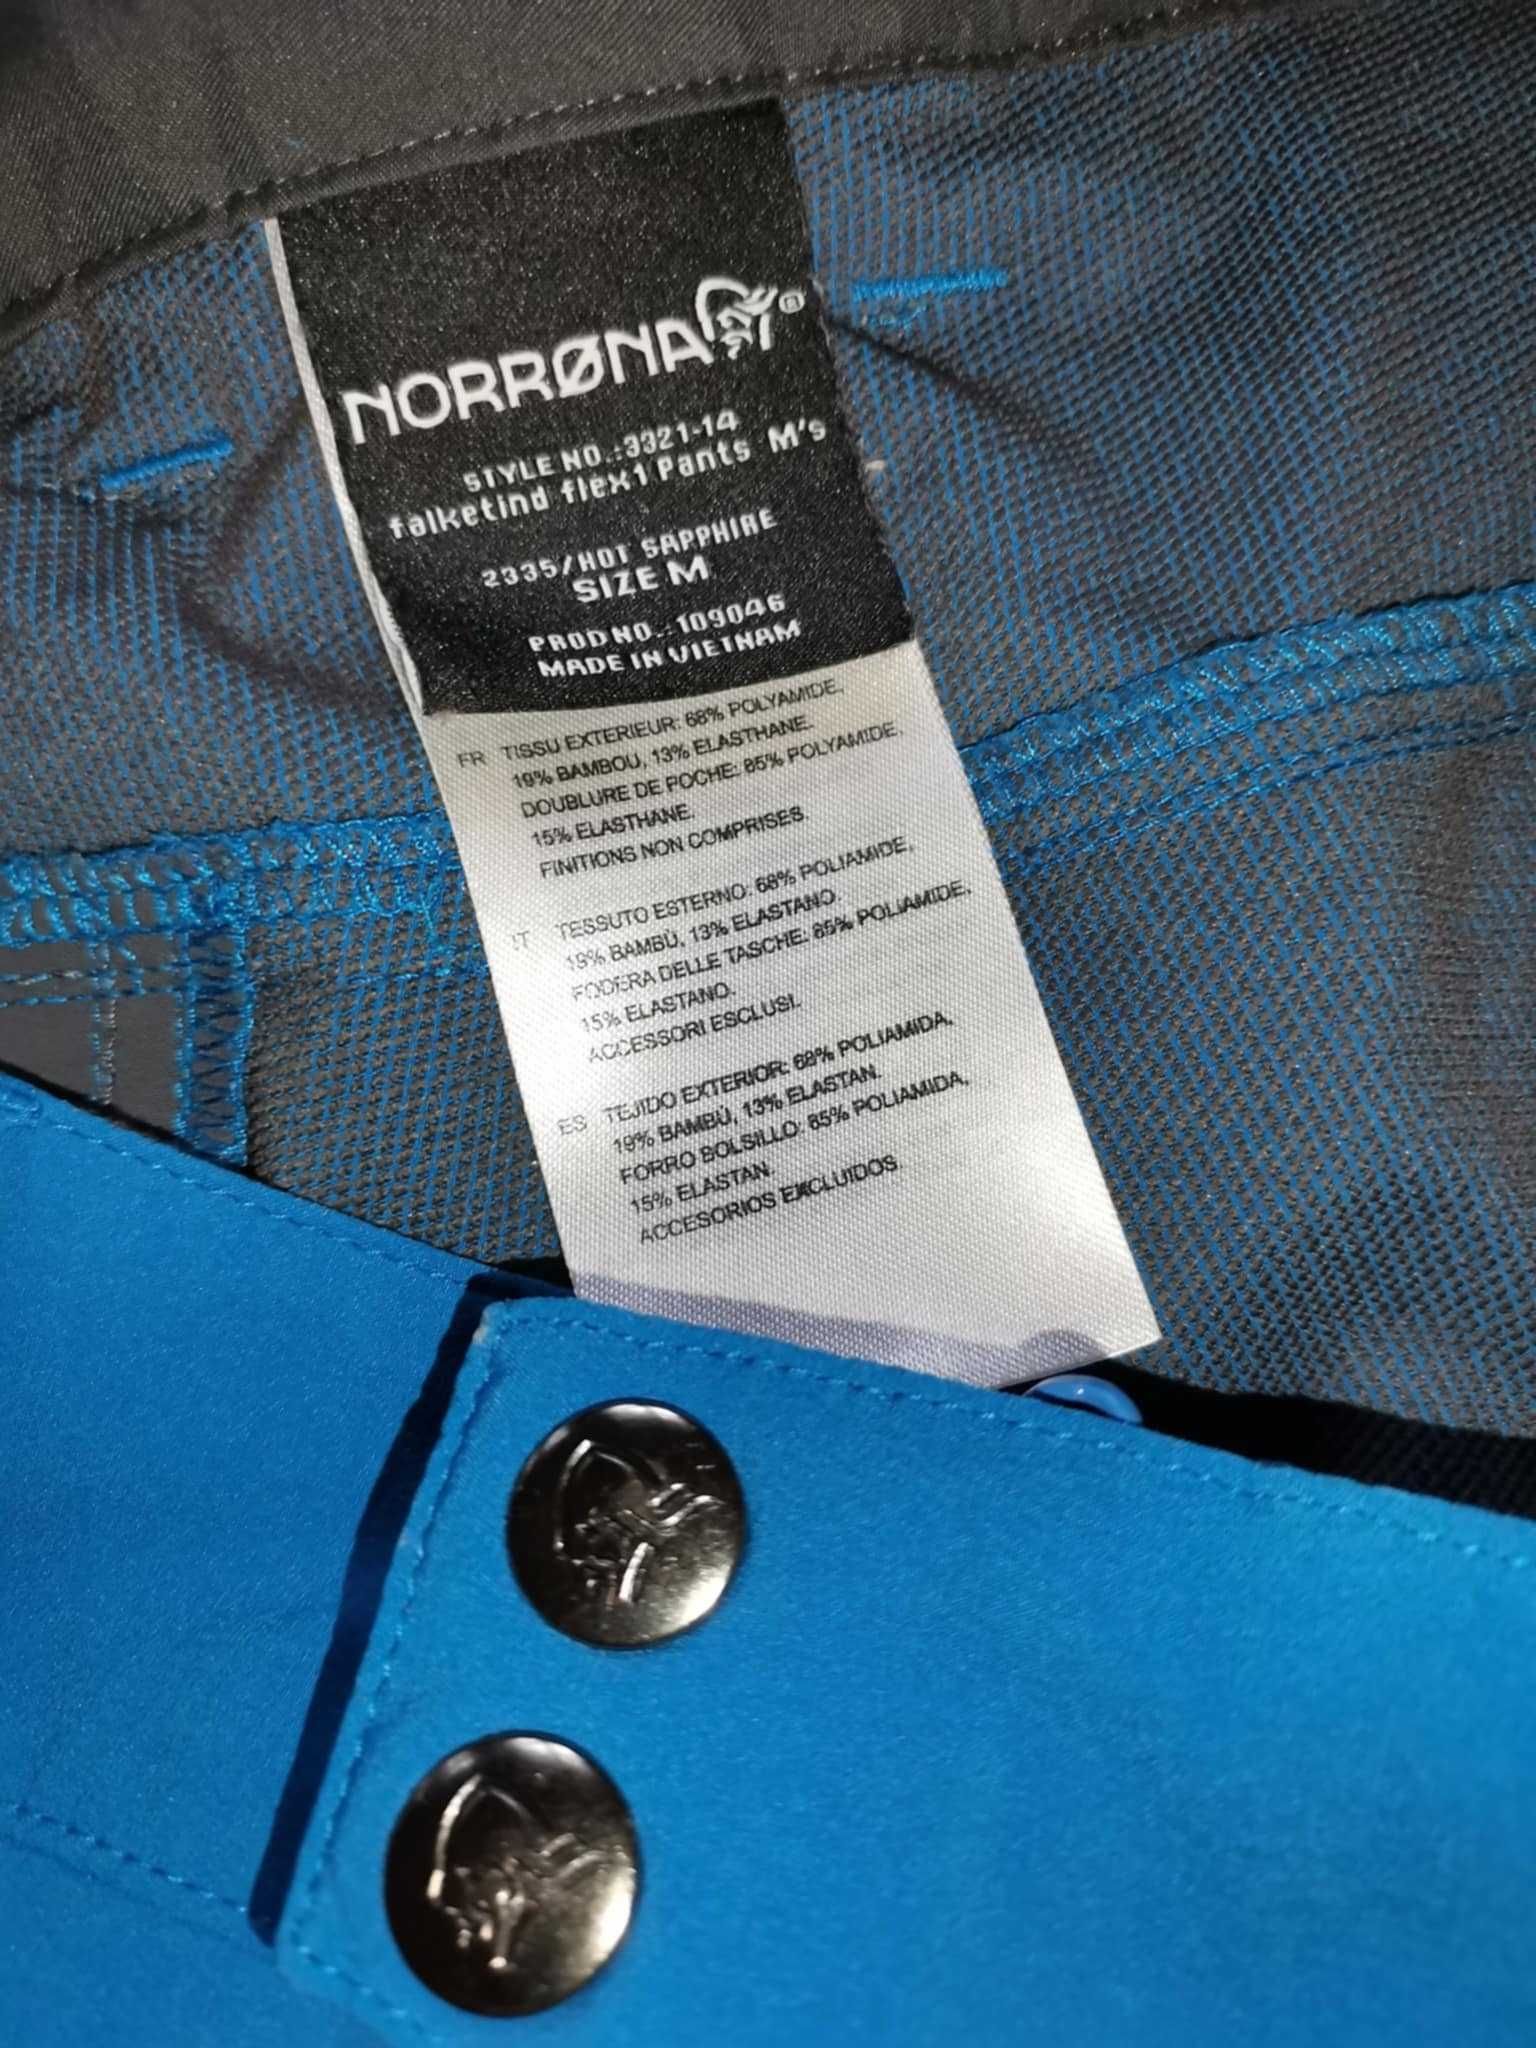 NORRØNA®
STYLE NO.:3321-14
falketind flex1 Pants M's
2335/HOT SAPPHIRE
SIZE M
PROD NO.:109046
MADE IN VIETNAM
FR TISSU EXTERIEUR: 68% POLYAMIDE,
19% BAMBOU, 13% ELASTHANE.
DOUBLURE DE POCHE: 85% POLYAMIDE,
15% ELASTHANE.
FINITIONS NON COMPRISES
IT TESSUTO ESTERNO: 68% POLIAMIDE,
19% BAMBÙ, 13% ELASTANO.
FODERA DELLE TASCHE: 85% POLIAMIDE,
15% ELASTANO.
ACCESSORI ESCLUSI.
ES TEJIDO EXTERIOR: 68% POLIAMIDA,
19% BAMBÚ, 13% ELASTAN.
FORRO BOLSILLO: 85% POLIAMIDA,
15% ELASTAN.
ACCESORIOS EXCLUIDOS